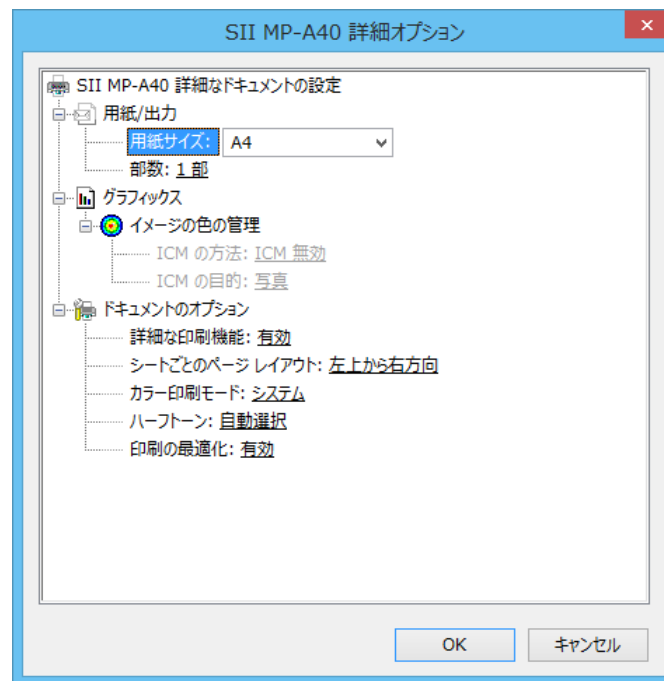 SII MP-A40 詳細オプション
SII MP-A40 詳細なドキュメントの設定
用紙/出力
用紙サイズ: A4
部数: 1 部
グラフィックス
イメージの色の管理
ICM の方法: ICM 無効
ICM の目的: 写真
ドキュメントのオプション
詳細な印刷機能: 有効
シートごとのページ レイアウト: 左上から右方向
カラー印刷モード: システム
ハーフトーン: 自動選択
印刷の最適化: 有効
OK キャンセル